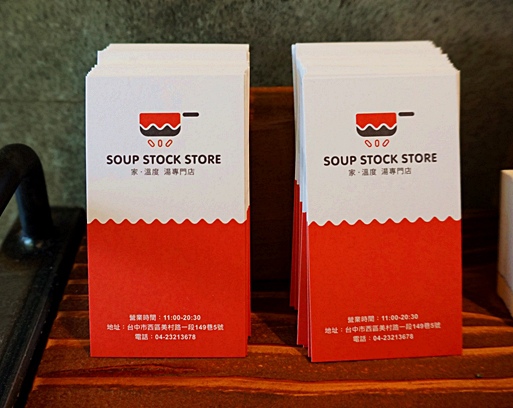 SOUP STOCK STORE
家·溫度 湯專門店
營業時間：11:00-20:30
地址：台中市西區美村路一段149巷5號
電話：04-23213678
SOUP STOCK STORE
家·溫度 湯專門店
營業時間：11:00-20:30
地址：台中市西區美村路一段149巷5號
電話：04-23213678